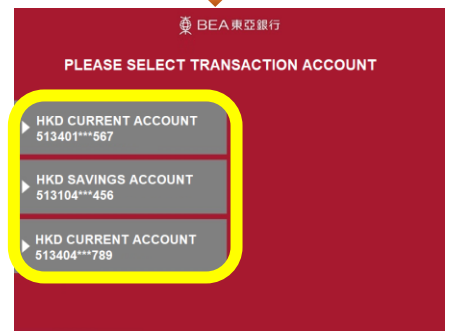 BEA東亞銀行
PLEASE SELECT TRANSACTION ACCOUNT
HKD CURRENT ACCOUNT
513401***567
HKD SAVINGS ACCOUNT
513104***456
HKD CURRENT ACCOUNT
513404***789